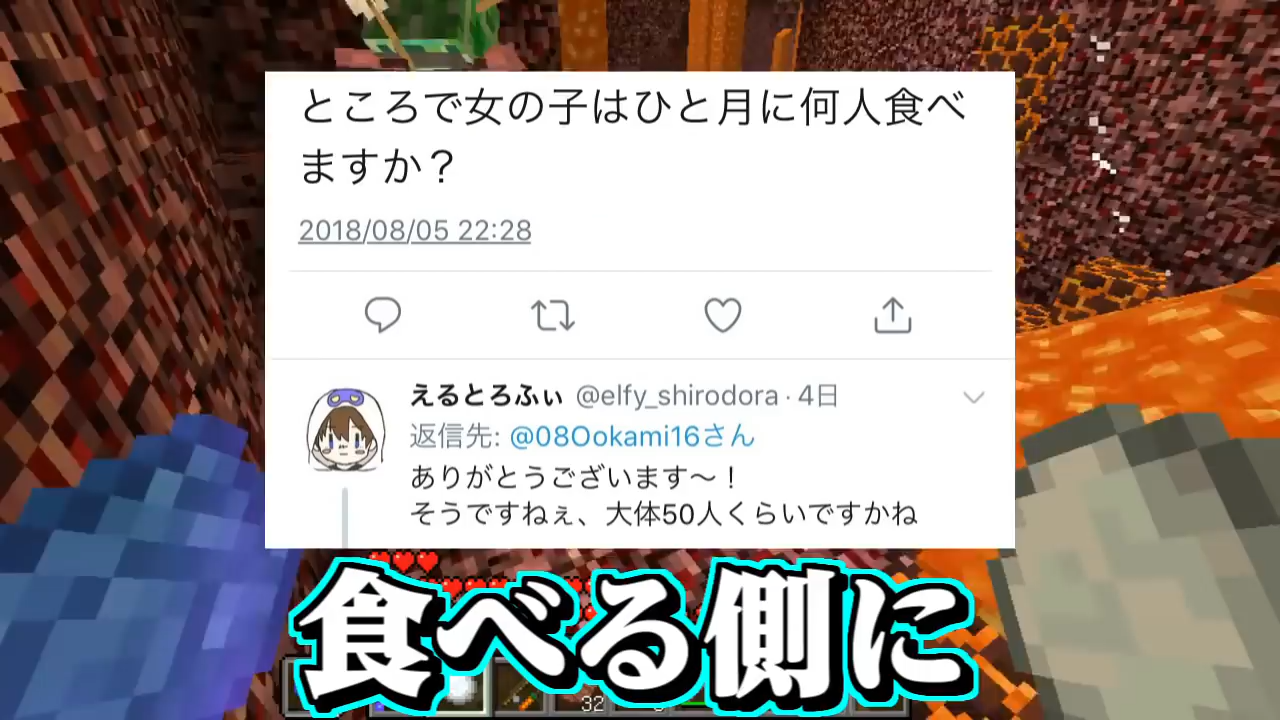 ところで女の子はひと月に何人食べ
ますか？
2018/08/05 22:28
えるとろふぃ @elfy_shirodora · 4日
返信先: @08Ookami16さん
ありがとうございます〜！
そうですねぇ、大体50人くらいですかね
食べる側に
32